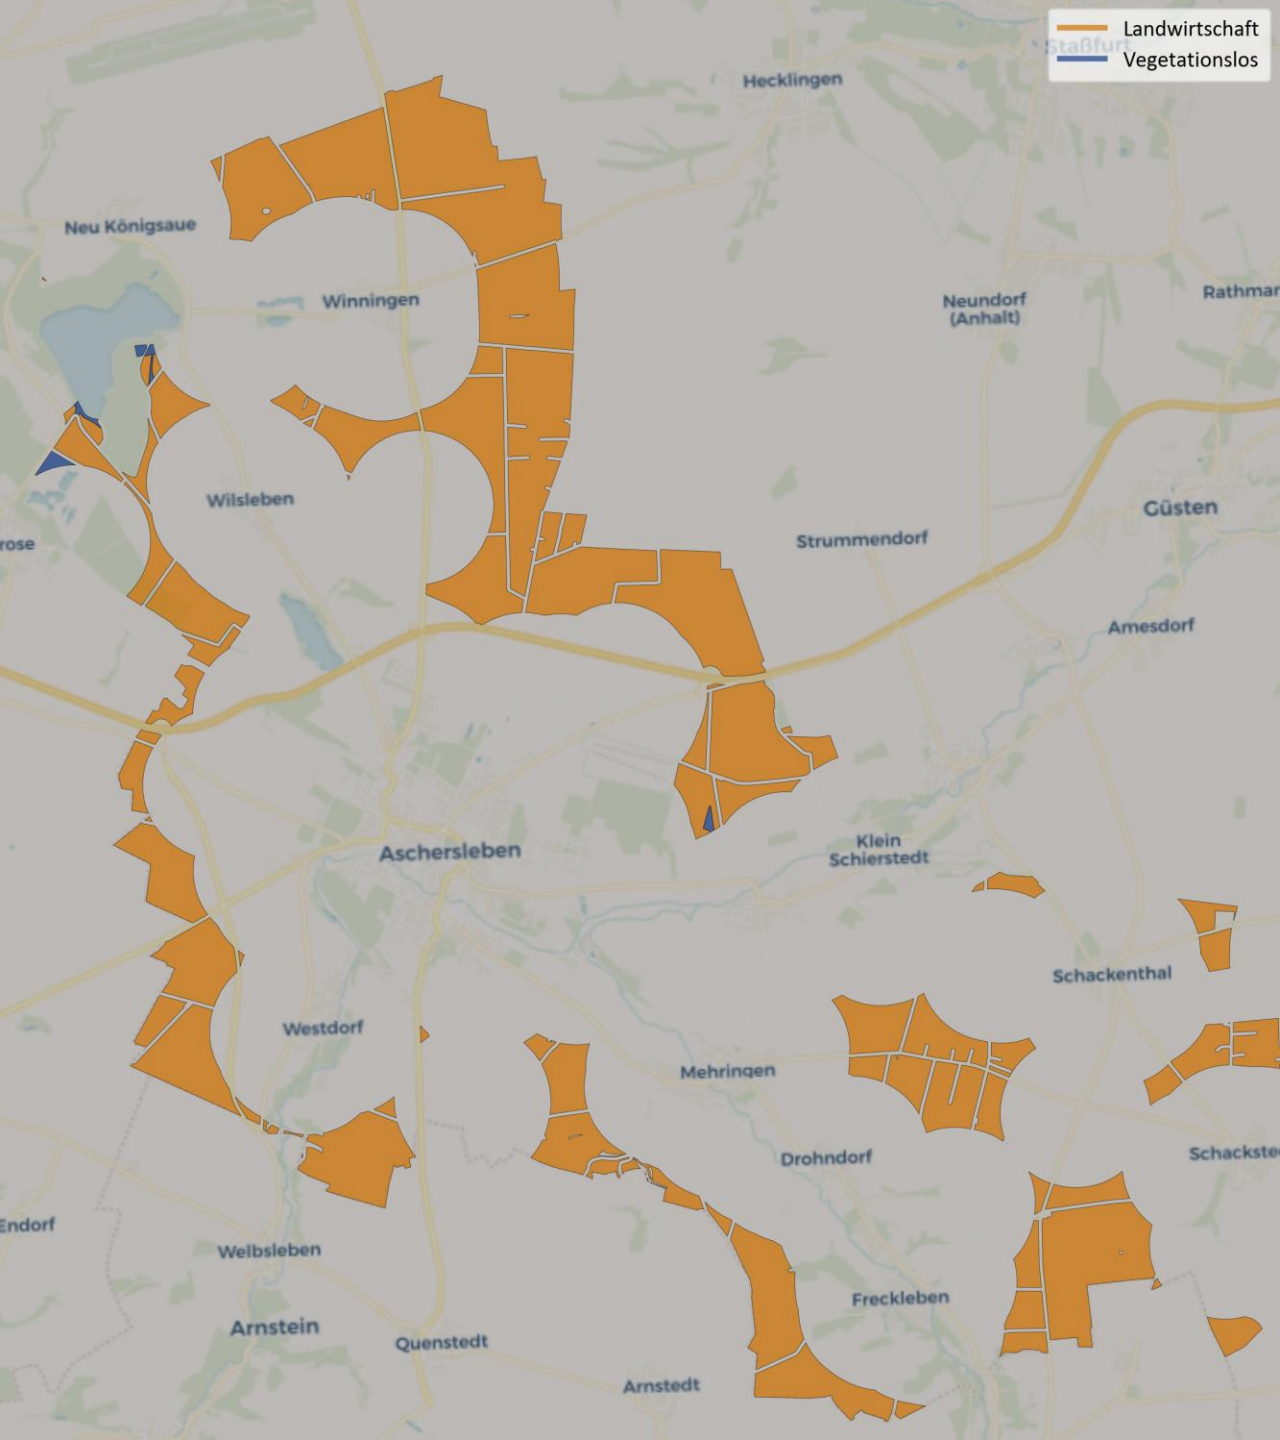 Landwirtschaft
Staßfurt
Vegetationslos
Hecklingen
Neu Königsaue
Winningen
Neundorf
(Anhalt)
Rathmar
Wilsleben
Güsten
rose
Strummendorf
Amesdorf
Klein
Schierstedt
Aschersleben
Schackenthal
Westdorf
Mehringen
Drohndorf
Schackste
Endorf
Welbsleben
Freckleben
Arnstein
Quenstedt
Arnstedt